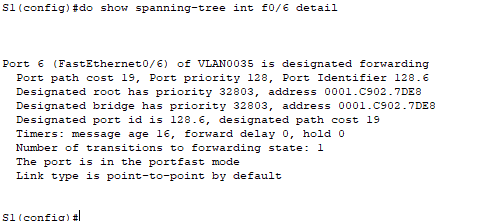 S1(config)#do show spanning-tree int f0/6 detail
Port 6 (FastEthernet0/6) of VLAN0035 is designated forwarding
Port path cost 19, Port priority 128, Port Identifier 128.6
Designated root has priority 32803, address 0001.C902.7DE8
Designated bridge has priority 32803, address 0001.C902.7DE8
Designated port id is 128.6, designated path cost 19
Timers: message age 16, forward delay 0, hold 0
Number of transitions to forwarding state: 1
The port is in the portfast mode
Link type is point-to-point by default
S1(config)#